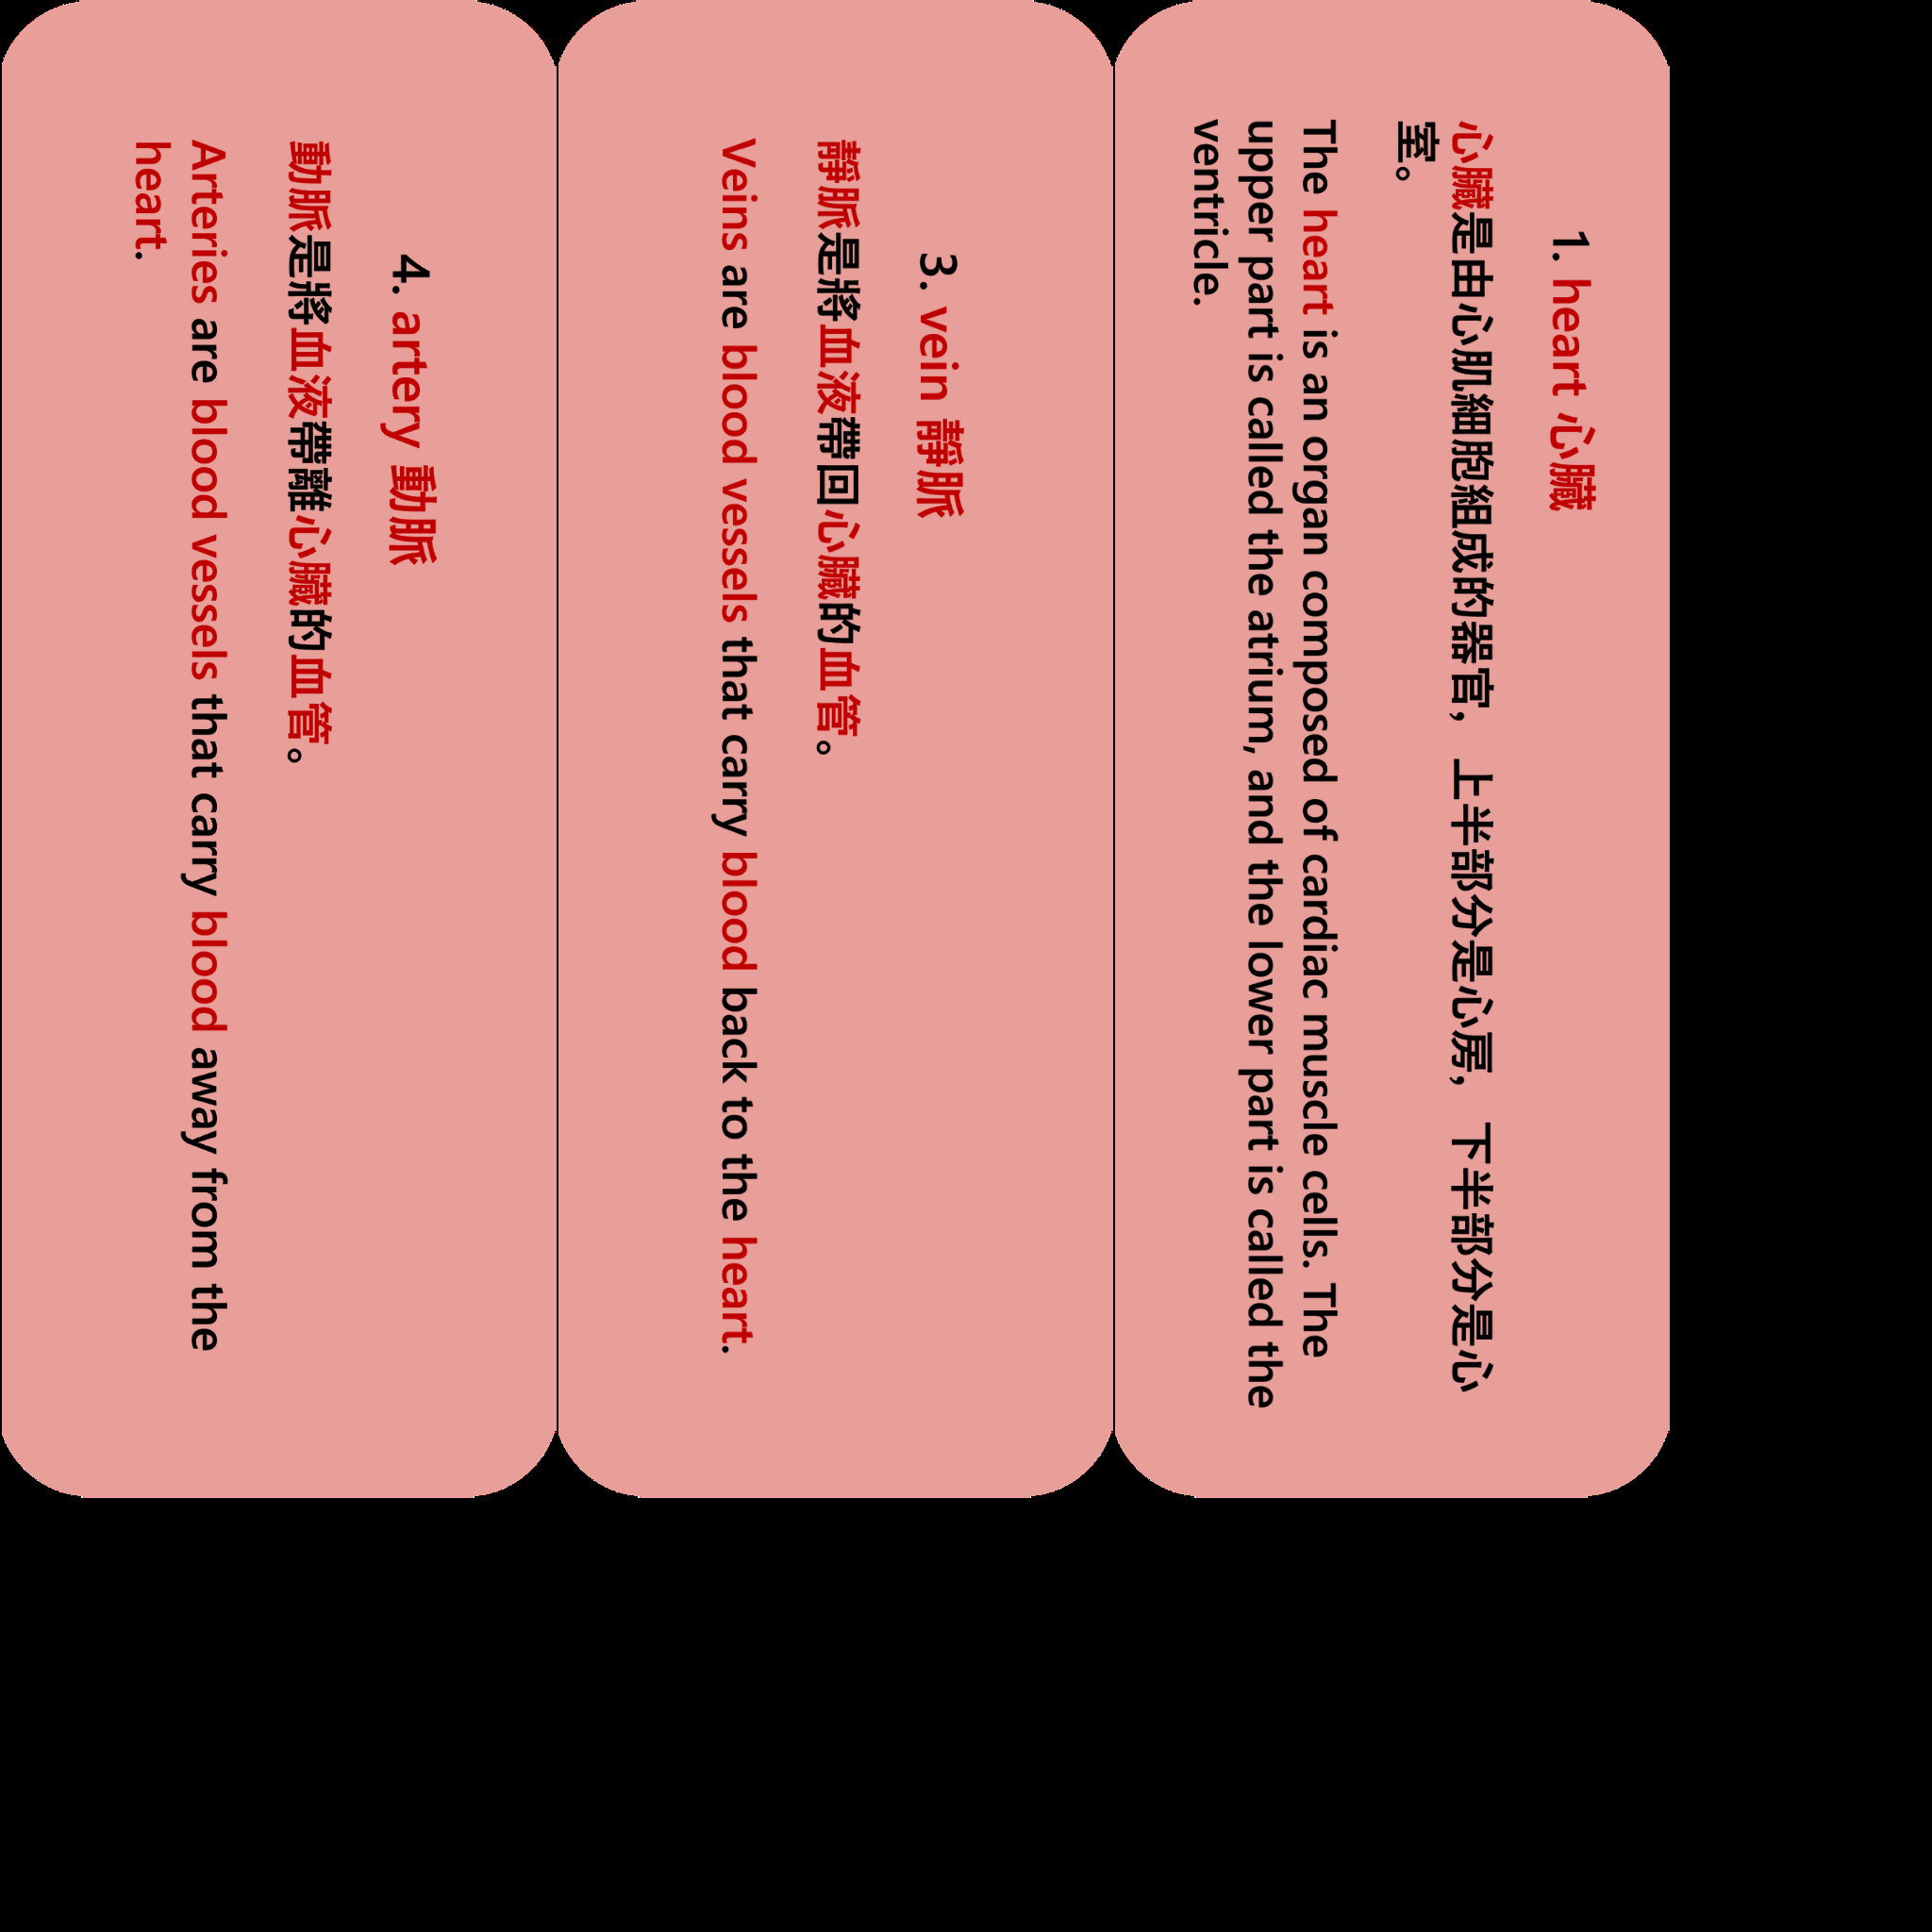 1. heart 心臟
心臟是由心肌細胞組成的器官，上半部分是心房，下半部分是心
室。
The heart is an organ composed of cardiac muscle cells. The
upper part is called the atrium, and the lower part is called the
ventricle.
3. vein 靜脈
靜脈是將血液帶回心臟的血管。
Veins are blood vessels that carry blood back to the heart.
4. artery 動脈
動脈是將血液帶離心臟的血管。
Arteries are blood vessels that carry blood away from the
heart.